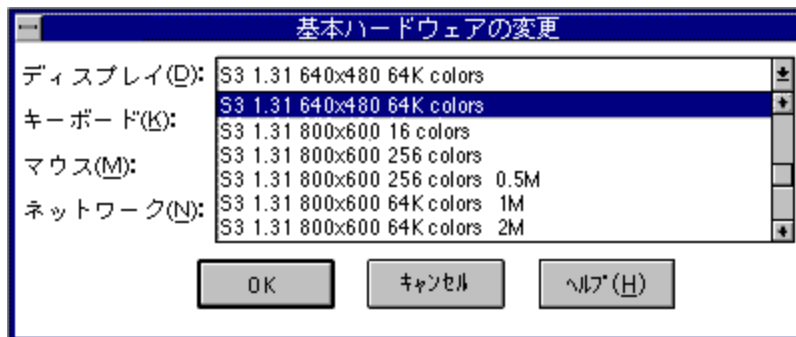 基本ハードウェアの変更
ディスプレイ(D): S3 1.31 640x480 64K colors
S3 1.31 640x480 64K colors
キーボード(K):
S3 1.31 800x600 16 colors
S3 1.31 800x600 256 colors
マウス(M):
S3 1.31 800x600 256 colors 0.5M
S3 1.31 800x600 64K colors 1M
ネットワーク(N):
S3 1.31 800x600 64K colors 2M
OK キャンセル ヘルプ(H)